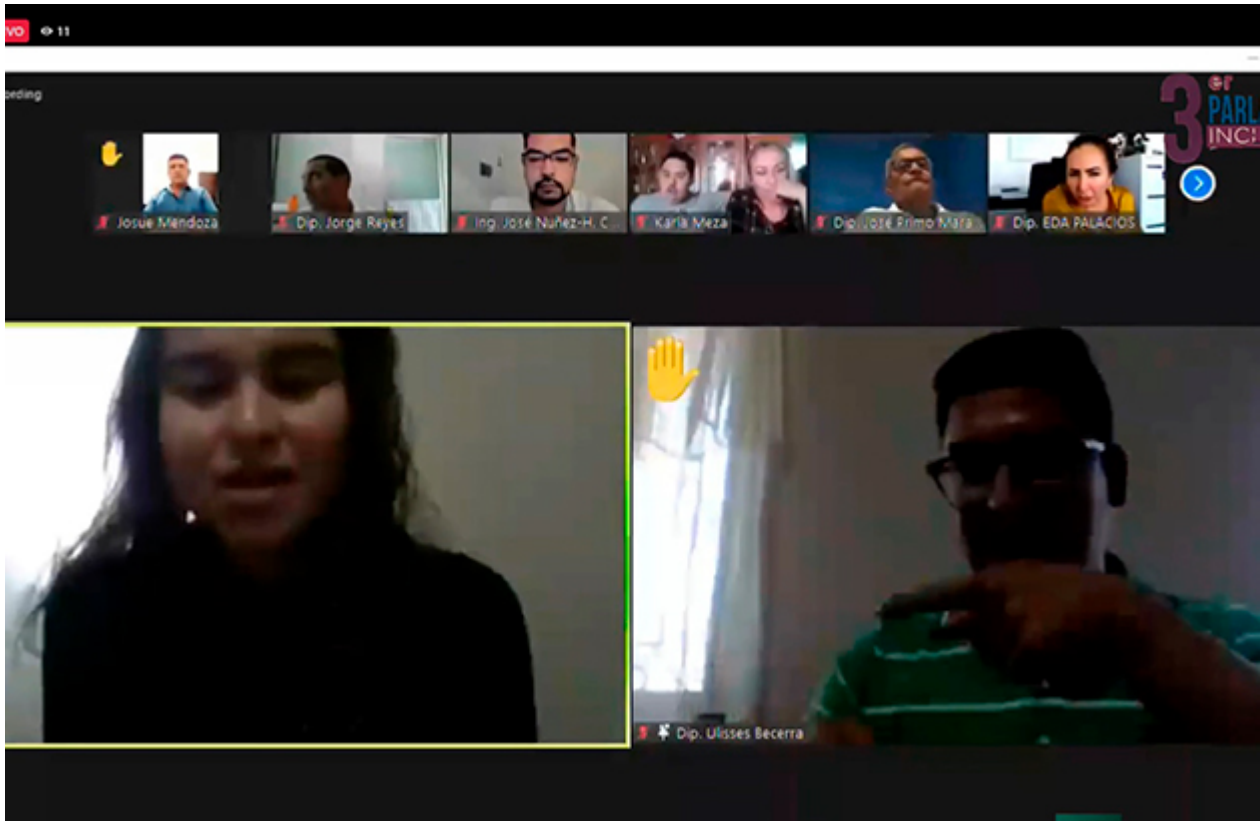 VO 11
ording
3 er
PARL
INC
Josue Mendoza
Dip. Jorge Reyes
Ing. José Nuñez-H. C
Karla Meza
Dip. José Primo Mara
Dip. EDA PALACIOS
Dip. Ulisses Becerra